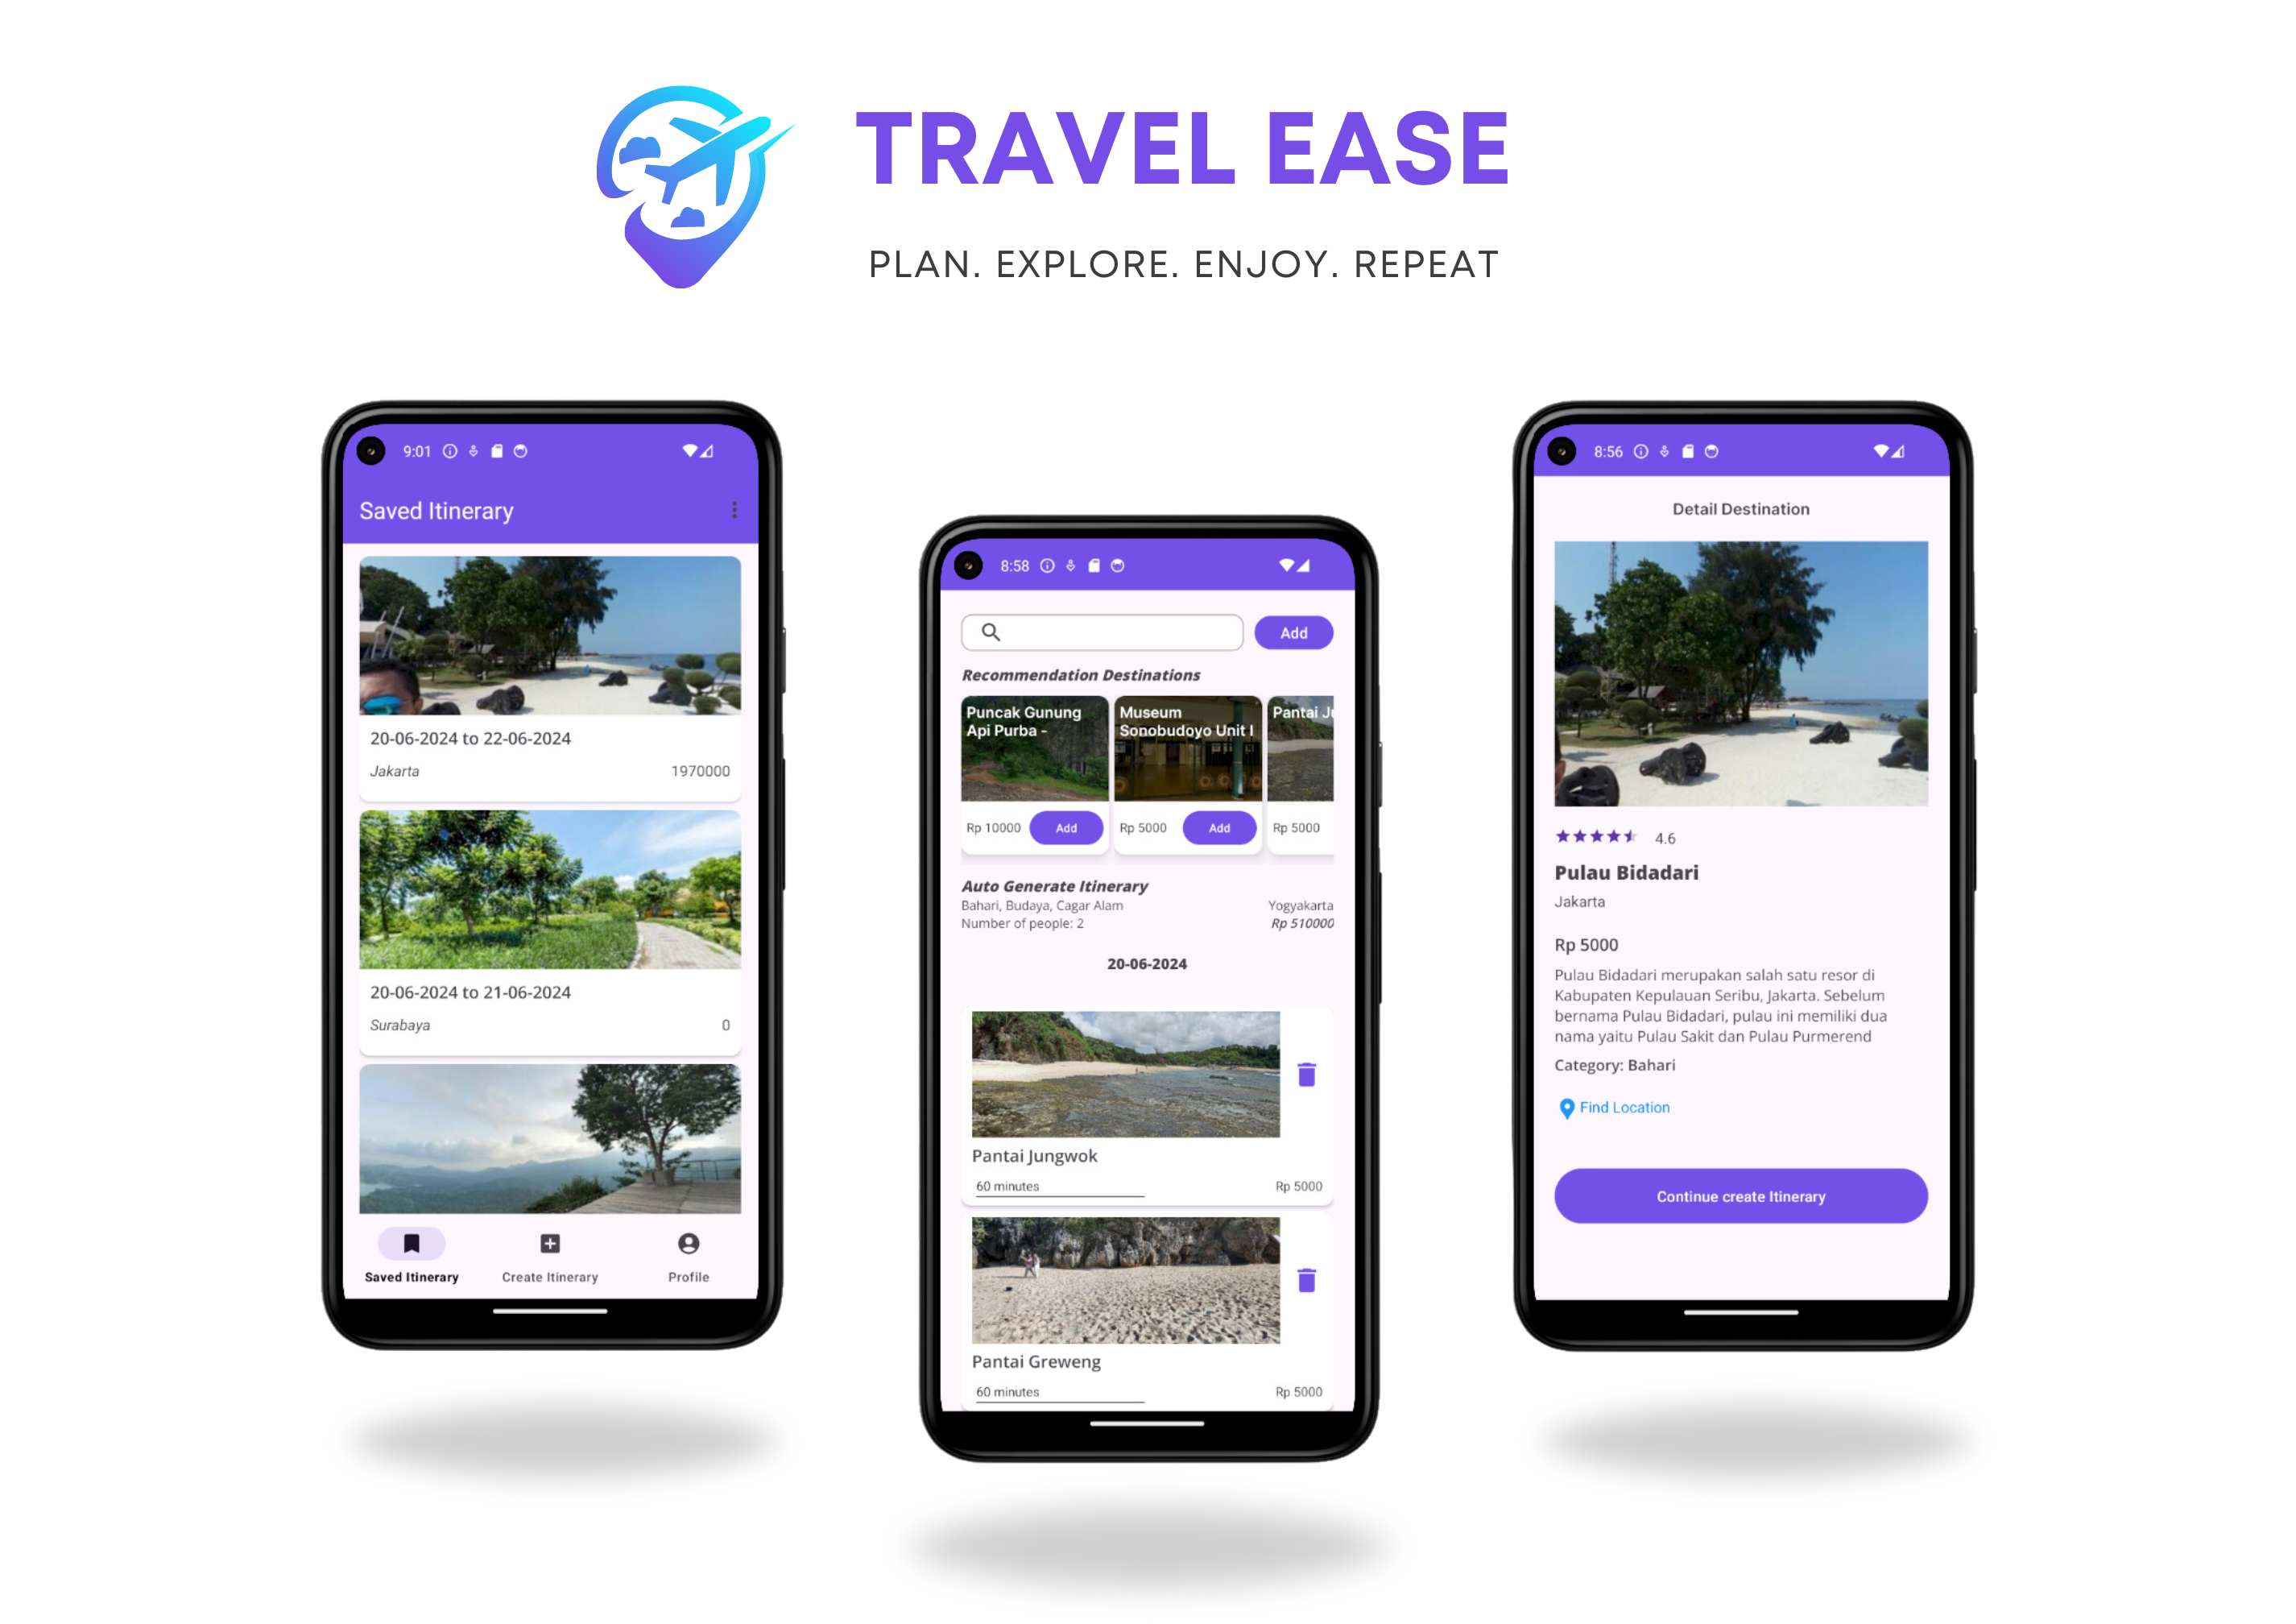 TRAVEL EASE
PLAN. EXPLORE. ENJOY. REPEAT
9:01
Saved Itinerary
20-06-2024 to 22-06-2024
Jakarta 1970000
20-06-2024 to 21-06-2024
Surabaya 0
Saved Itinerary Create Itinerary Profile
8:58
Add
Recommendation Destinations
Puncak Gunung
Api Purba -
Rp 10000 Add
Museum
Sonobudoyo Unit I
Rp 5000 Add
Pantai Ju
Rp 5000
Auto Generate Itinerary
Bahari, Budaya, Cagar Alam Yogyakarta
Number of people: 2 Rp 510000
20-06-2024
Pantai Jungwok
60 minutes Rp 5000
Pantai Greweng
60 minutes Rp 5000
8:56
Detail Destination
4.6
Pulau Bidadari
Jakarta
Rp 5000
Pulau Bidadari merupakan salah satu resor di
Kabupaten Kepulauan Seribu, Jakarta. Sebelum
bernama Pulau Bidadari, pulau ini memiliki dua
nama yaitu Pulau Sakit dan Pulau Purmerend
Category: Bahari
Find Location
Continue create Itinerary